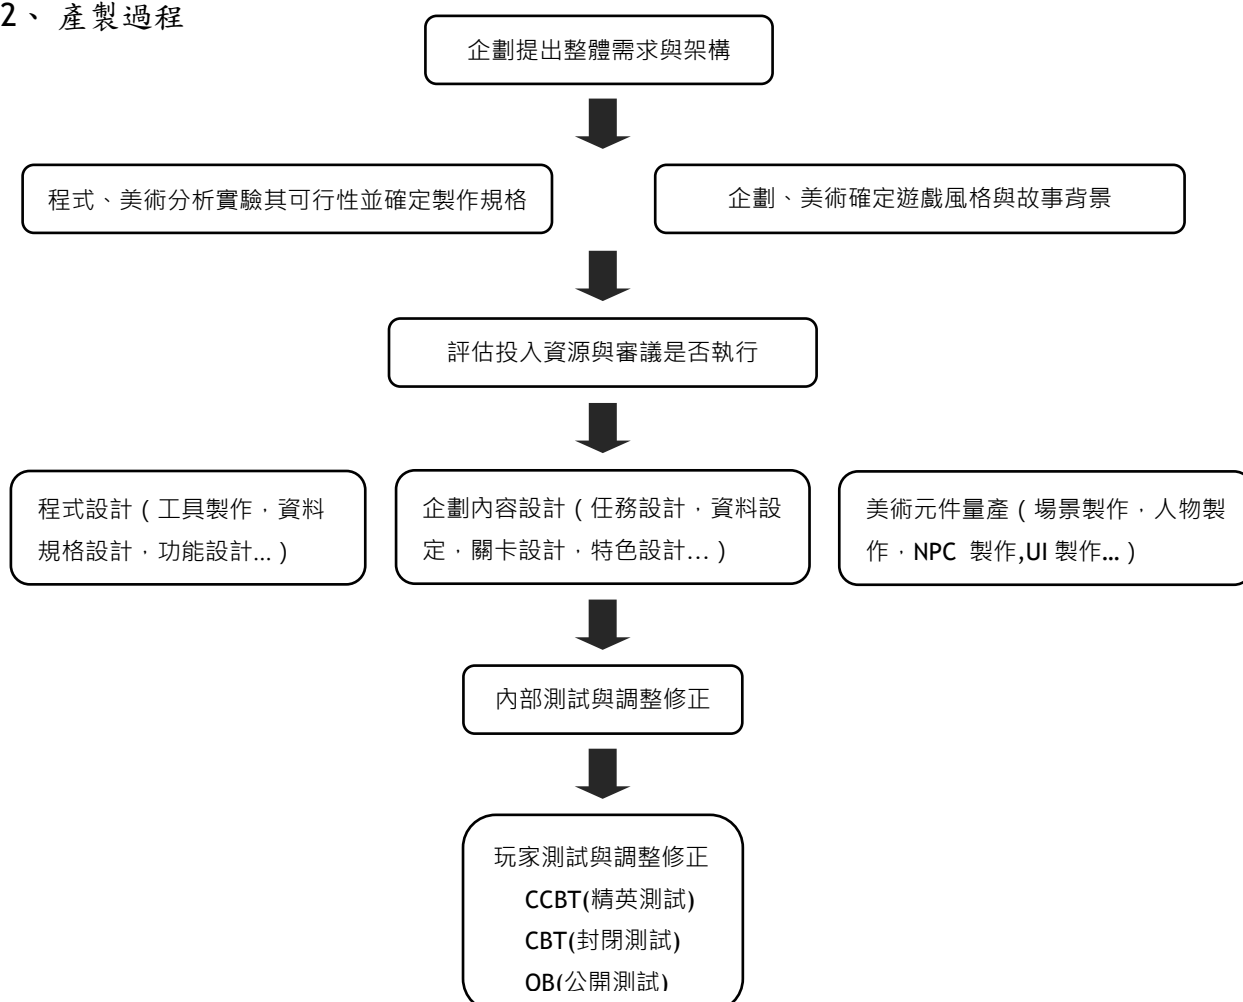 2、 產製過程
企劃提出整體需求與架構
程式、美術分析實驗其可行性並確定製作規格
企劃、美術確定遊戲風格與故事背景
評估投入資源與審議是否執行
程式設計（工具製作，資料
規格設計，功能設計...）
企劃內容設計（任務設計，資料設
定，關卡設計，特色設計...）
美術元件量產（場景製作，人物製
作，NPC 製作,UI 製作...）
內部測試與調整修正
玩家測試與調整修正
CCBT(精英測試)
CBT(封閉測試)
OB(公開測試)